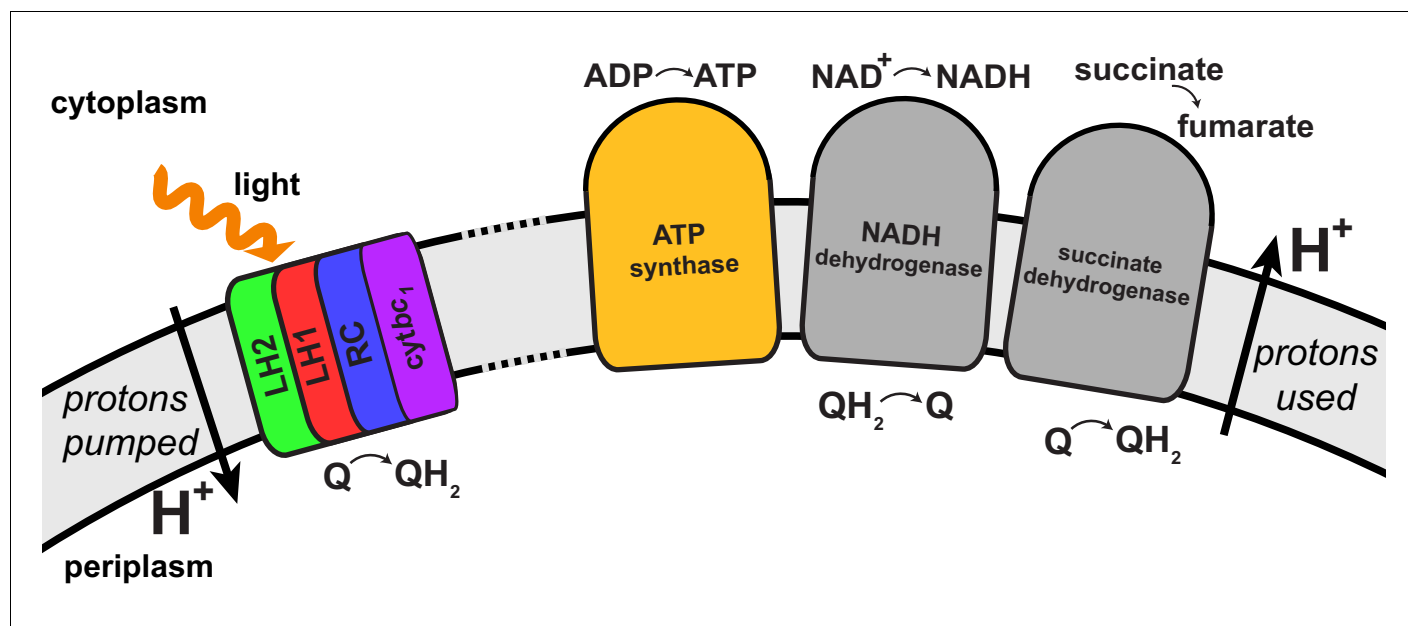 cytoplasm
light
LH2
LH1
RC
cytbc₁
protons
pumped
H⁺
periplasm
Q QH₂
ADP ATP
ATP
synthase
NAD⁺ NADH
NADH
dehydrogenase
QH₂ Q
succinate
fumarate
succinate
dehydrogenase
Q QH₂
H⁺
protons
used